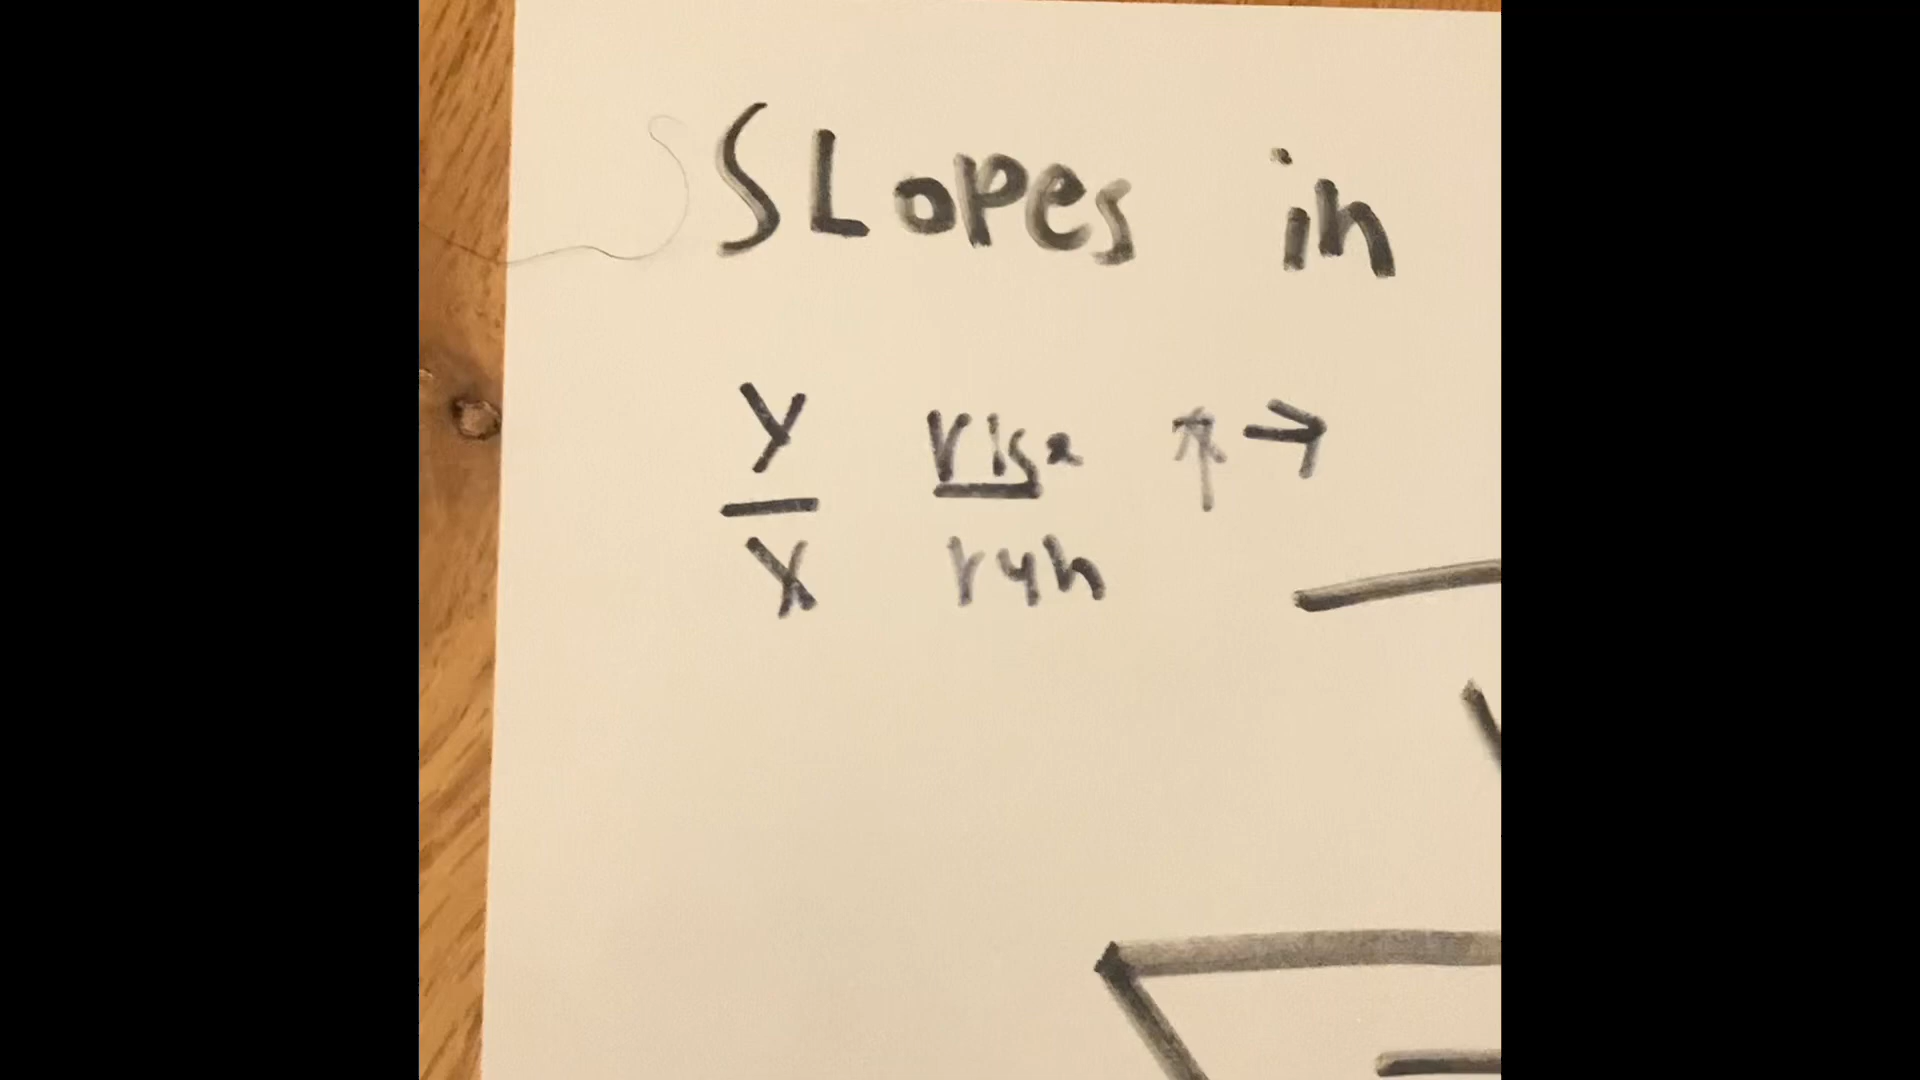 SLopes in
Y rise ↑ →
X run